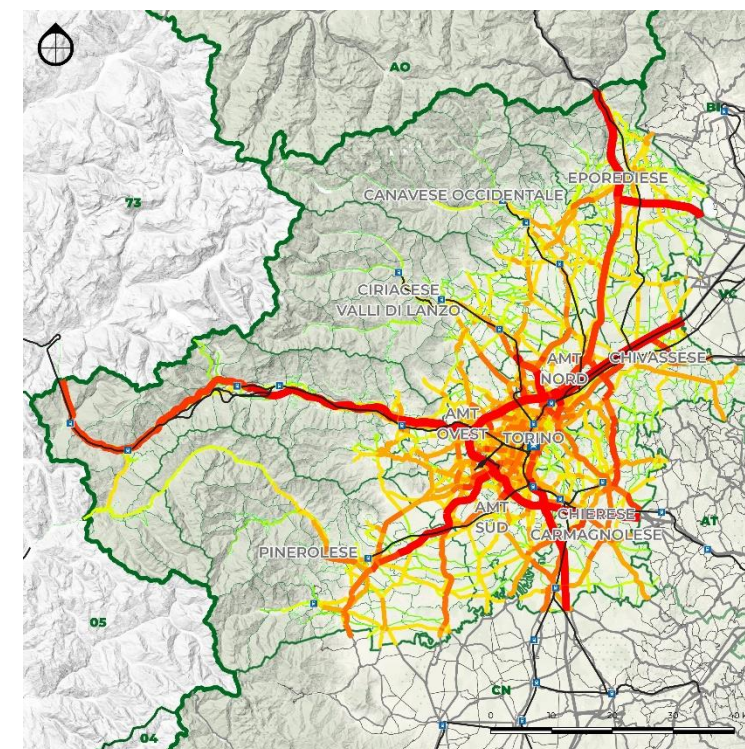 AO
BI
EPOREDIESE
CANAVESE OCCIDENTALE
73
CIRIACESE
VALLI DI LANZO
VC
AMT
NORD
CHIVASSESE
AMT
OVEST
TORINO
AMT
SUD
CHIERESE
CARMAGNOLESE
AT
PINEROLESE
05
CN
04
0
10
20
30
40